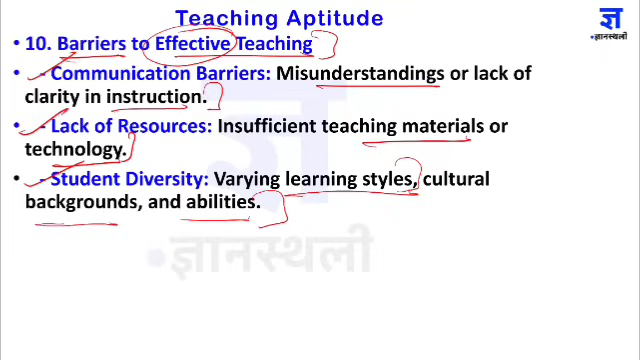 Teaching Aptitude
ज्ञ
ज्ञानस्थली
• 10. Barriers to Effective Teaching
• - Communication Barriers: Misunderstandings or lack of
clarity in instruction.
• - Lack of Resources: Insufficient teaching materials or
technology.
• - Student Diversity: Varying learning styles, cultural
backgrounds, and abilities.
ज्ञ
•ज्ञानस्थली